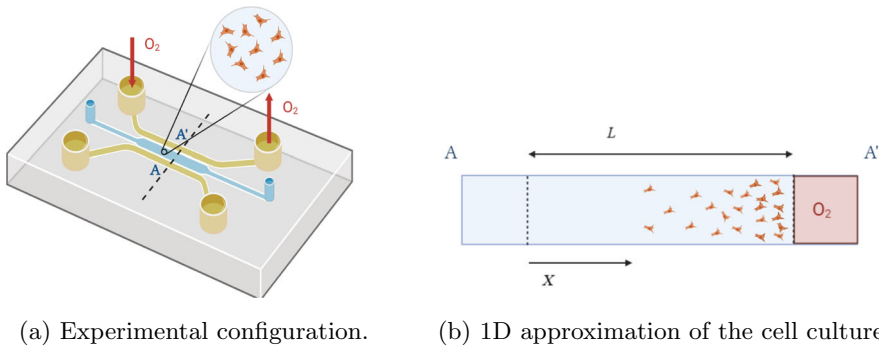 O2
O2
A'
A
A
L
A'
O2
x
(a) Experimental configuration.
(b) 1D approximation of the cell culture